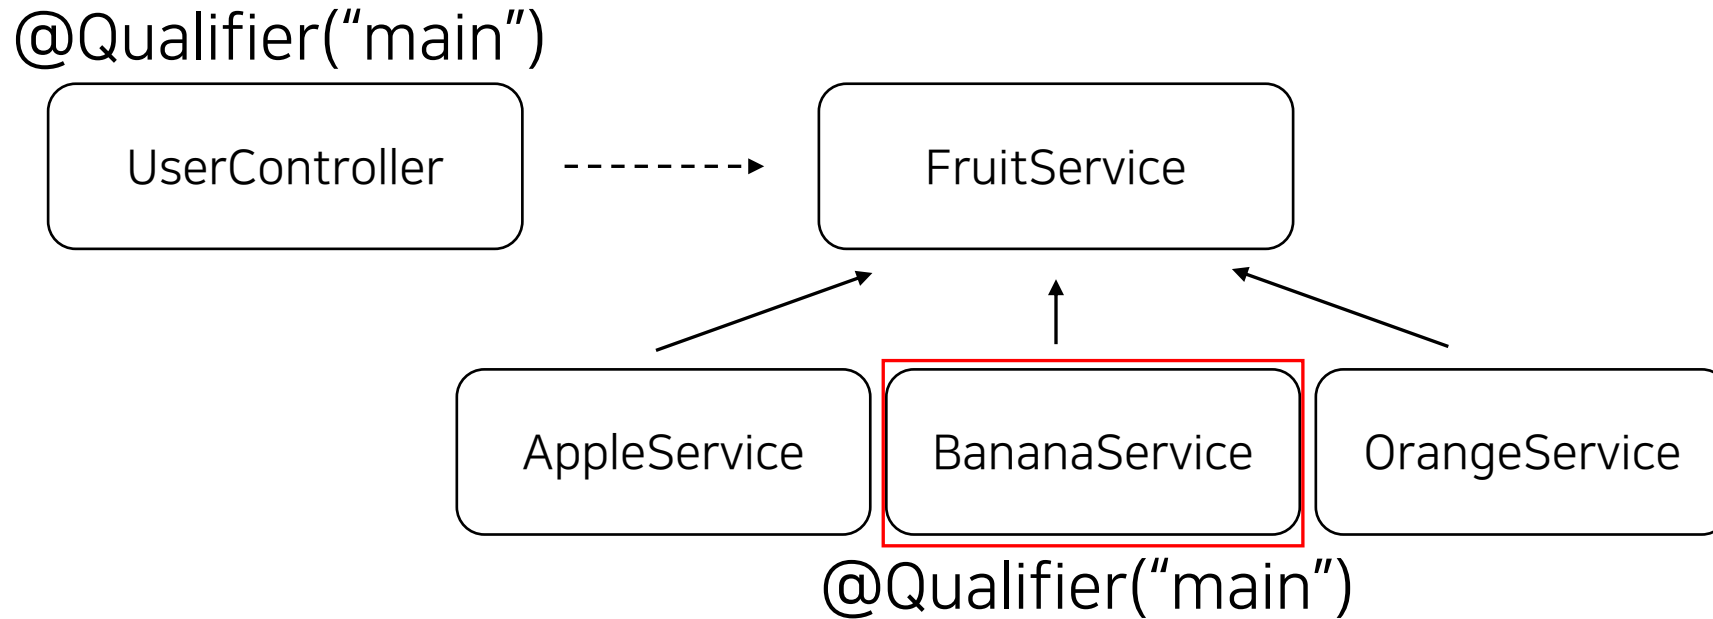 @Qualifier(“main”)
UserController
FruitService
AppleService
BananaService
OrangeService
@Qualifier(“main”)